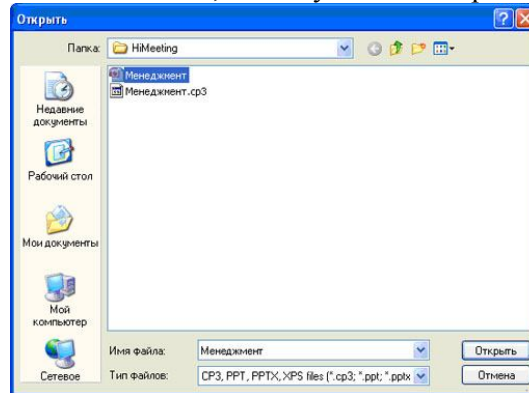 Открыть
Папка:
HiMeeting
Менеджмент
Менеджмент.cp3
Недавние
документы
Рабочий стол
Мои документы
Мой
компьютер
Сетевое
Имя файла:
Менеджмент
Открыть
Тип файлов:
CP3, PPT, PPTX, XPS files (*.cp3; *.ppt; *.pptx
Отмена